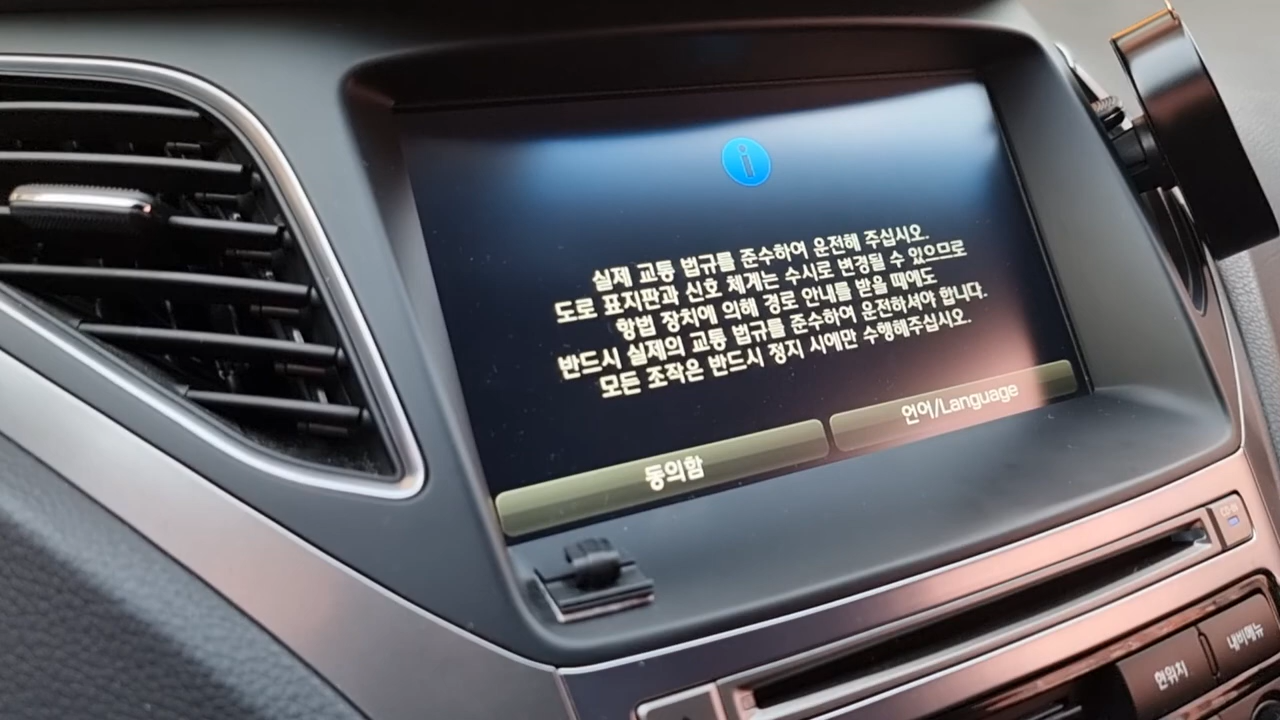 실제 교통 법규를 준수하여 운전해 주십시오.
도로 표지판과 신호 체계는 수시로 변경될 수 있으므로
항법 장치에 의해 경로 안내를 받을 때에도
반드시 실제의 교통 법규를 준수하여 운전하셔야 합니다.
모든 조작은 반드시 정지 시에만 수행해주십시오.
동의함
언어/Language
CD-IN
내비메뉴
현위치